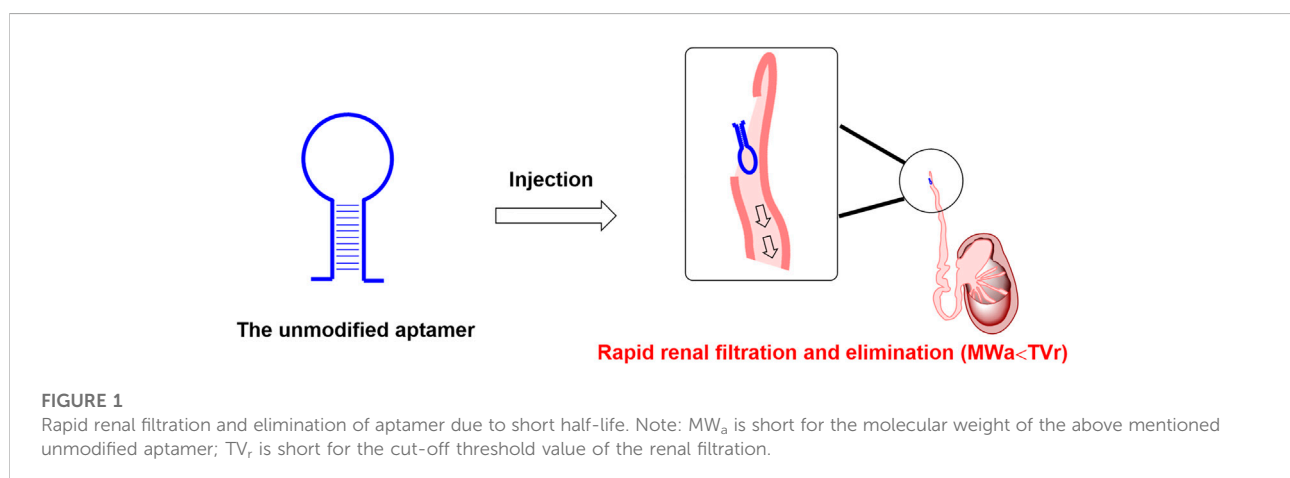 Injection
The unmodified aptamer
Rapid renal filtration and elimination (MWa<TVr)
FIGURE 1
Rapid renal filtration and elimination of aptamer due to short half-life. Note: MWa is short for the molecular weight of the above mentioned
unmodified aptamer; TVr is short for the cut-off threshold value of the renal filtration.